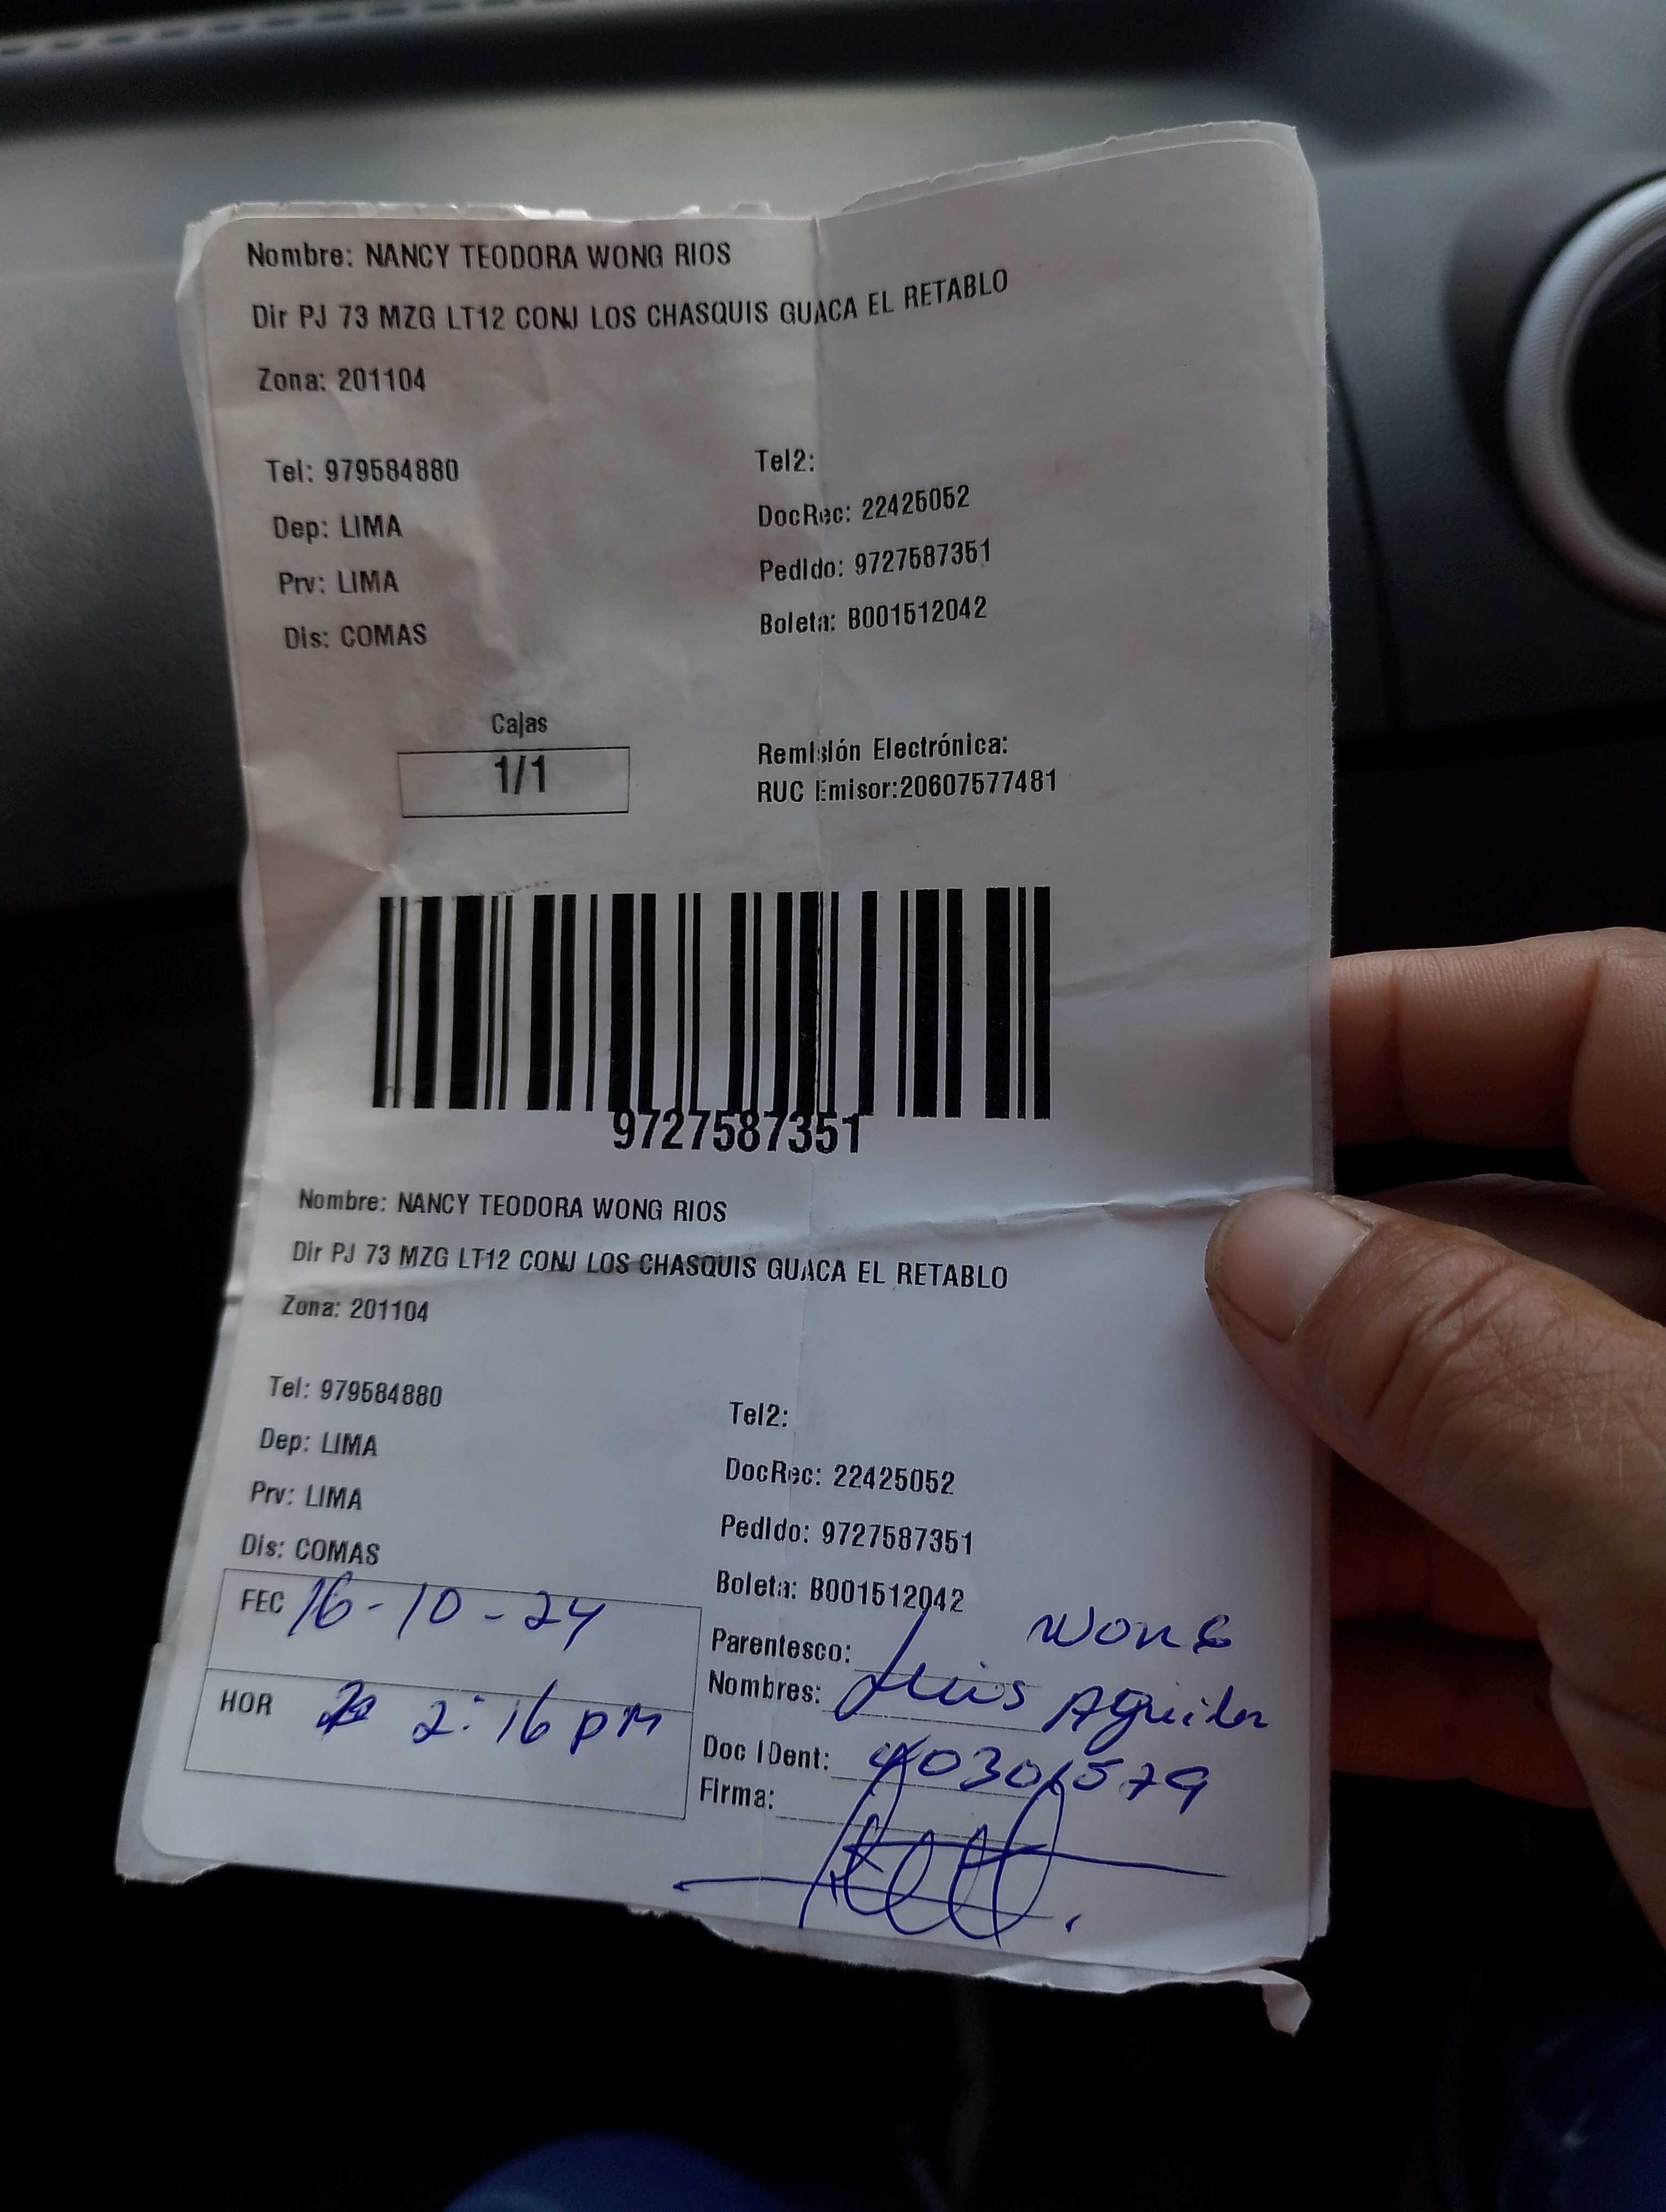 Nombre: NANCY TEODORA WONG RIOS
Dir PJ 73 MZG LT12 CONJ LOS CHASQUIS GUACA EL RETABLO
Zona: 201104
Tel: 979584880 Tel2:
Dep: LIMA DocRec: 22425052
Prv: LIMA Pedido: 9727587351
Dis: COMAS Boleta: B001512042
Cajas
1/1
Remisión Electrónica:
RUC Emisor:20607577481
9727587351
Nombre: NANCY TEODORA WONG RIOS
Dir PJ 73 MZG LT12 CONJ LOS CHASQUIS GUACA EL RETABLO
Zona: 201104
Tel: 979584880 Tel2:
Dep: LIMA DocRec: 22425052
Prv: LIMA Pedido: 9727587351
Dis: COMAS Boleta: B001512042
FEC 16-10-24
HOR 2:16 pm
Parentesco: Wong
Nombres: Luis Aguilar
Doc IDent:
Firma: